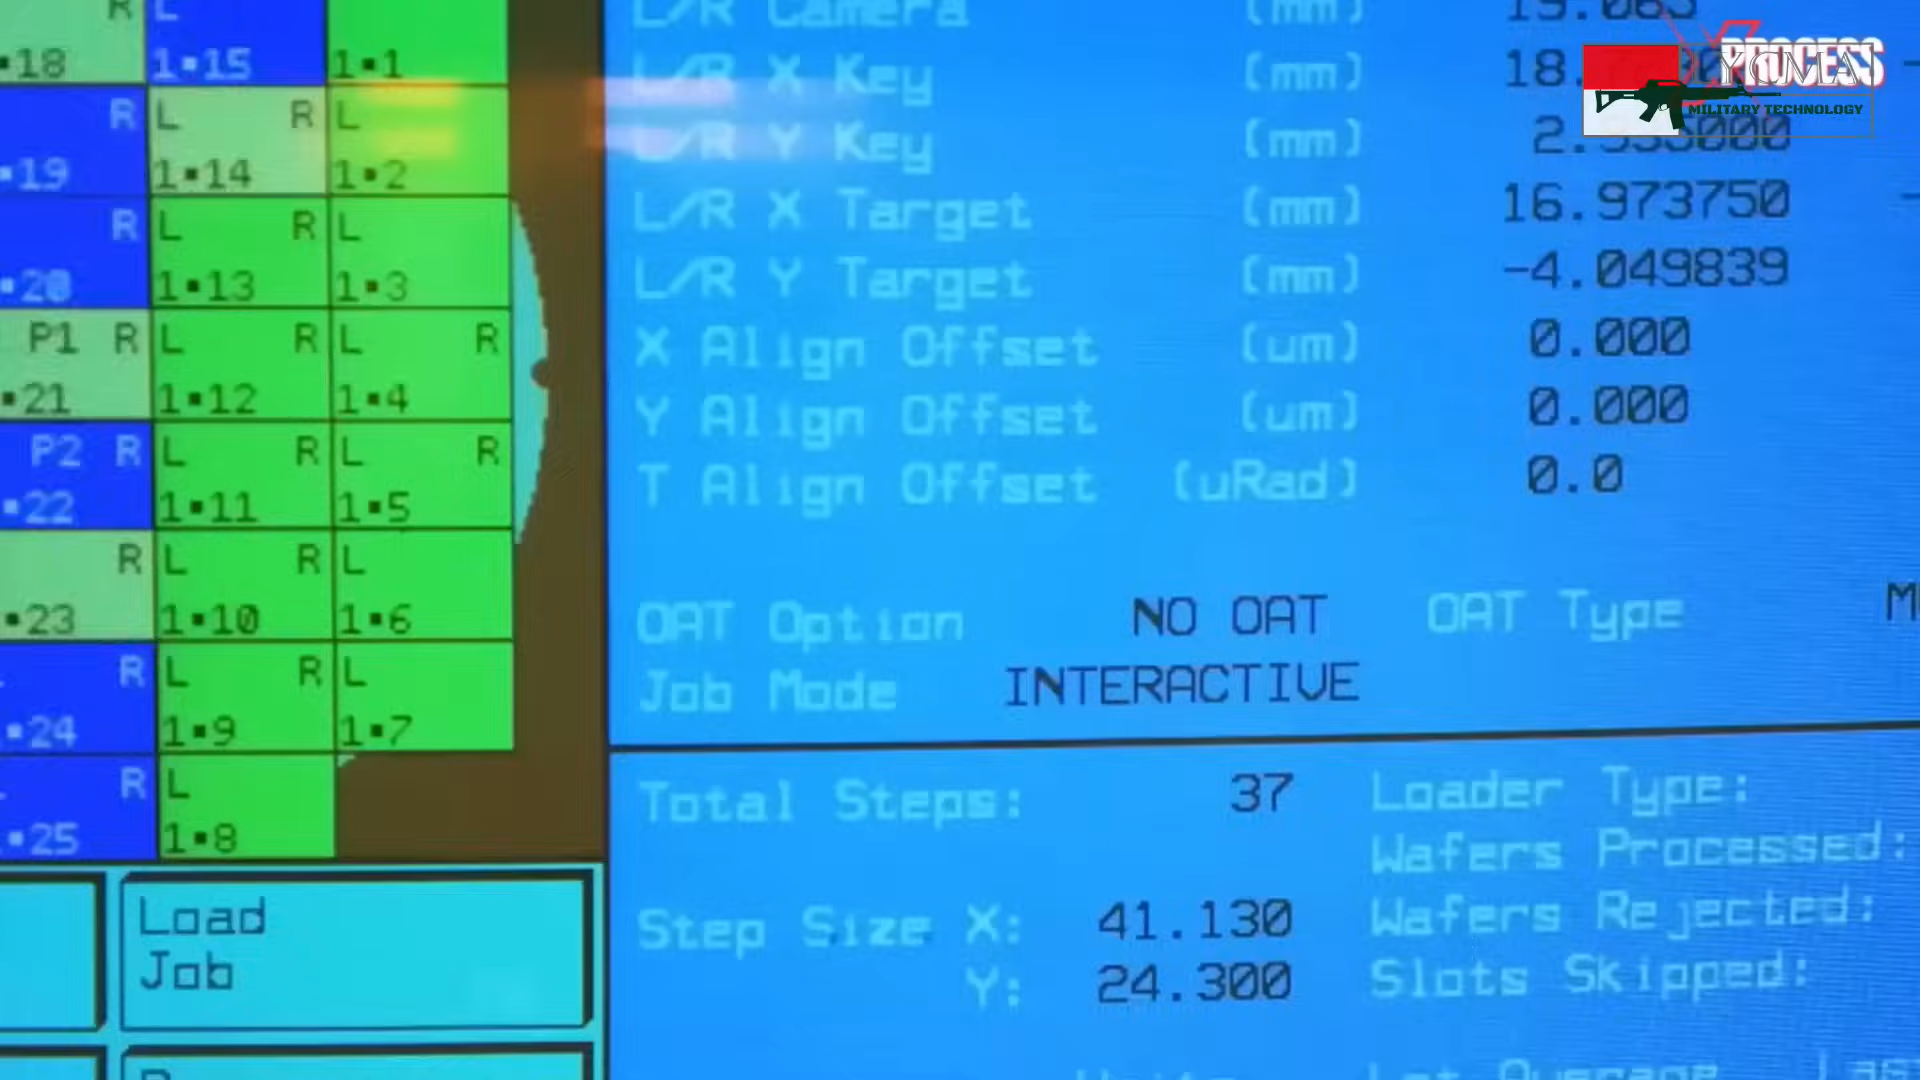 R L
18 1▪15 1▪1
R L R L
▪19 1▪14 1▪2
R L R L
▪20 1▪13 1▪3
P1 R L R L R
▪21 1▪12 1▪4
P2 R L R L R
▪22 1▪11 1▪5
R L R L
▪23 1▪10 1▪6
R L R L
▪24 1▪9 1▪7
R L
▪25 1▪8
Load
Job
L/R Camera (mm) 19.065
L/R X Key (mm) 18.
L/R Y Key (mm)
L/R X Target (mm) 16.973750
L/R Y Target (mm) -4.049839
X Align Offset (um) 0.000
Y Align Offset (um) 0.000
T Align Offset (uRad) 0.0
OAT Option NO OAT OAT Type
Job Mode INTERACTIVE
Total Steps: 37 Loader Type:
Wafers Processed:
Step Size X: 41.130 Wafers Rejected:
Y: 24.300 Slots Skipped:
PROCESS
MILITARY TECHNOLOGY